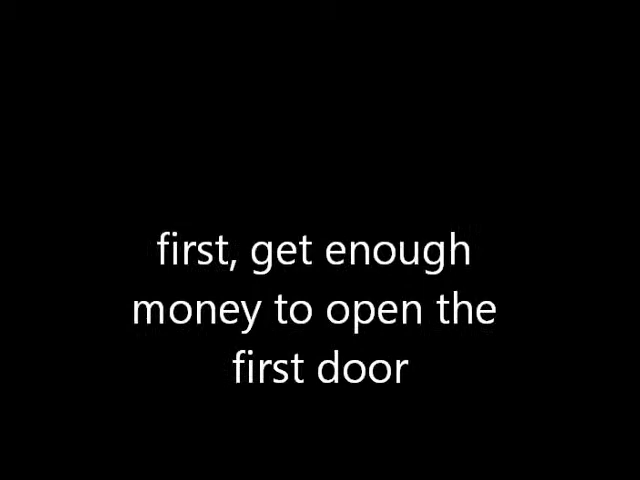 first, get enough
money to open the
first door